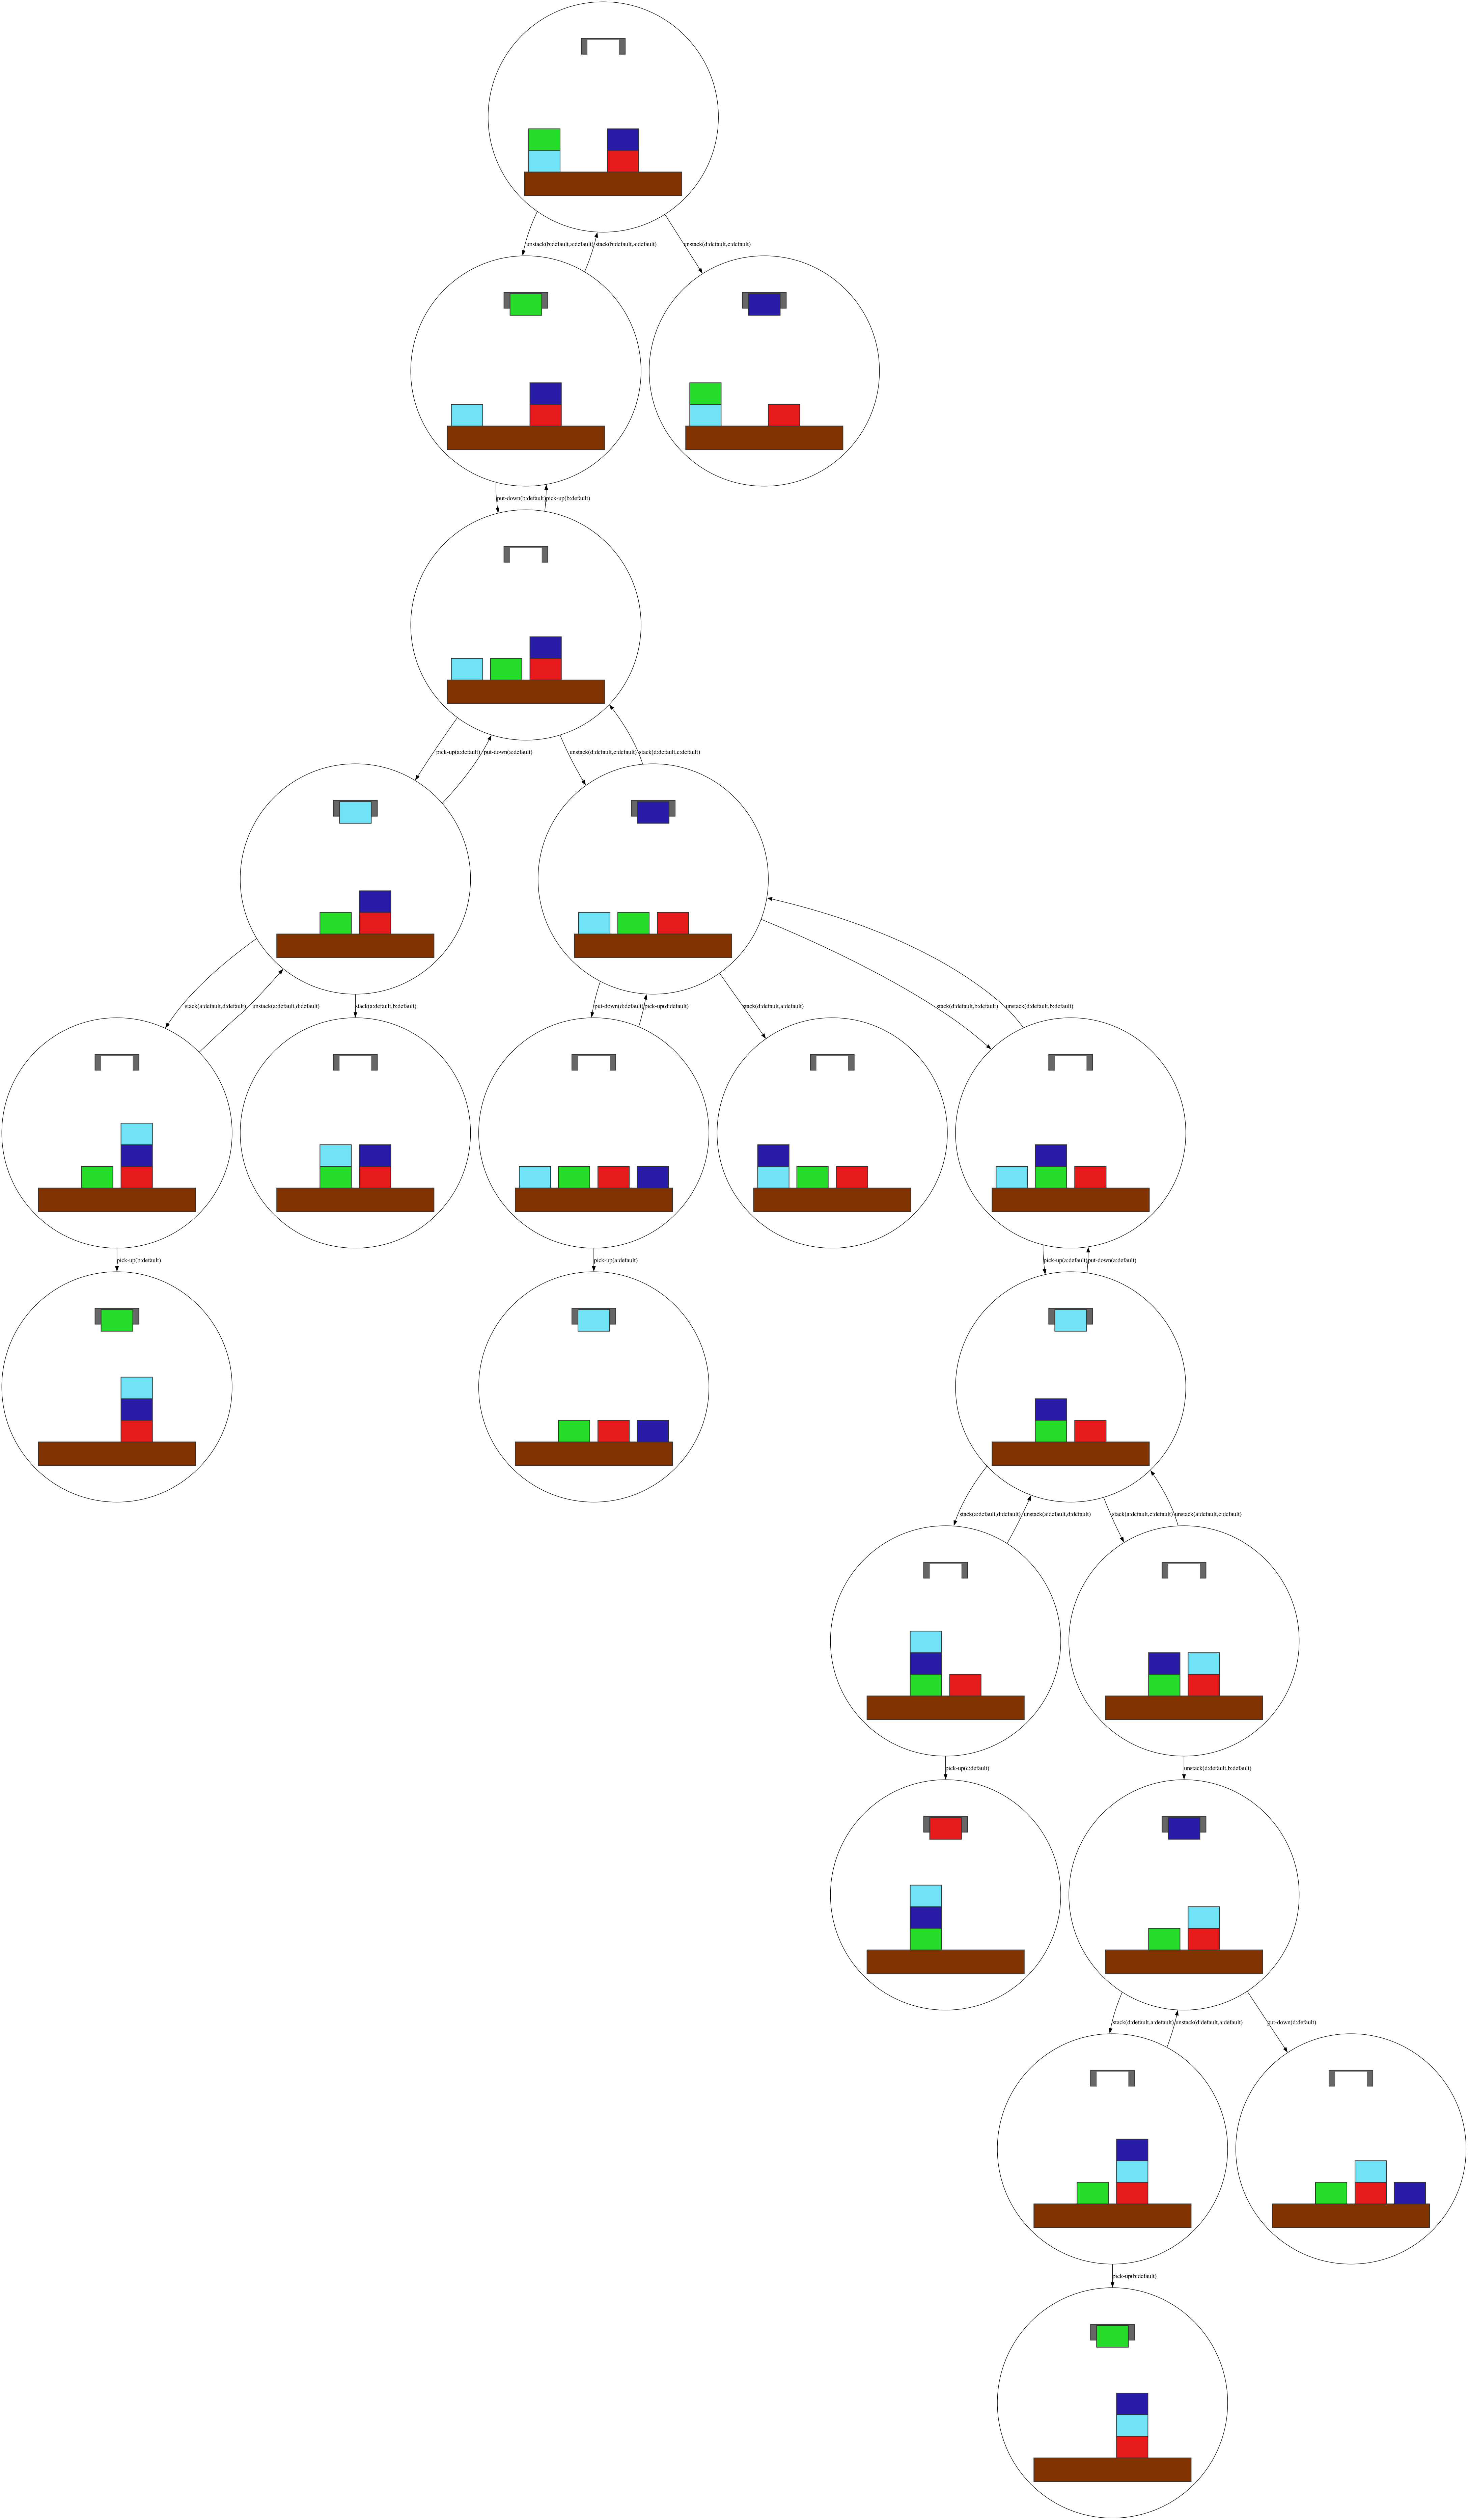 unstack(b:default,a:default)
stack(b:default,a:default)
unstack(d:default,c:default)
put-down(b:default)
pick-up(b:default)
pick-up(a:default)
put-down(a:default)
unstack(d:default,c:default)
stack(d:default,c:default)
stack(a:default,d:default)
unstack(a:default,d:default)
stack(a:default,b:default)
put-down(d:default)
pick-up(d:default)
stack(d:default,a:default)
stack(d:default,b:default)
unstack(d:default,b:default)
pick-up(b:default)
pick-up(a:default)
pick-up(a:default)
put-down(a:default)
stack(a:default,d:default)
unstack(a:default,d:default)
stack(a:default,c:default)
unstack(a:default,c:default)
pick-up(c:default)
unstack(d:default,b:default)
stack(d:default,a:default)
unstack(d:default,a:default)
put-down(d:default)
pick-up(b:default)